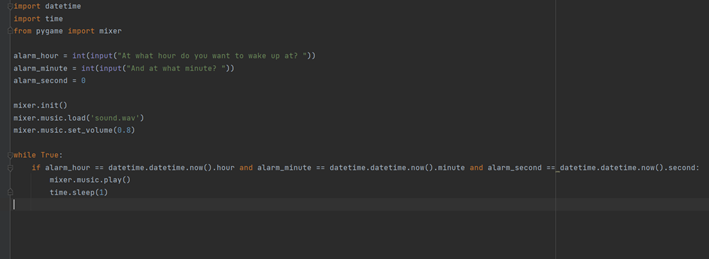 import datetime
import time
from pygame import mixer
alarm_hour = int(input("At what hour do you want to wake up at? "))
alarm_minute = int(input("And at what minute? "))
alarm_second = 0
mixer.init()
mixer.music.load('sound.wav')
mixer.music.set_volume(0.8)
while True:
    if alarm_hour == datetime.datetime.now().hour and alarm_minute == datetime.datetime.now().minute and alarm_second == datetime.datetime.now().second:
        mixer.music.play()
        time.sleep(1)